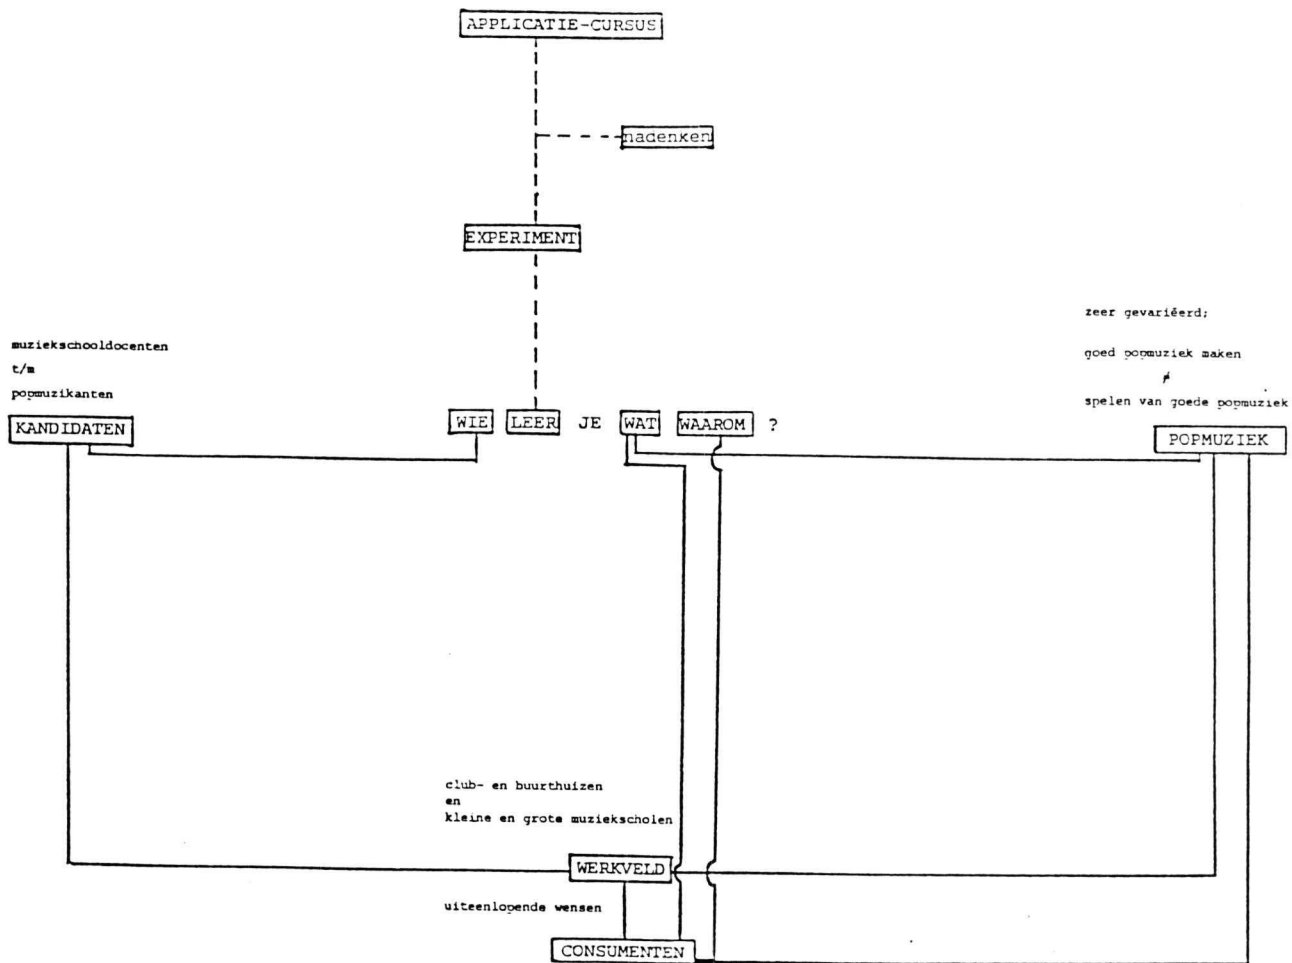 APPLICATIE-CURSUS
nadenken
EXPERIMENT
zeer gevariëerd;
goed popmuziek maken
≠
spelen van goede popmuziek
muziekschooldocenten
t/m
popmuzikanten
KANDIDATEN
WIE LEER JE WAT WAAROM ?
POPMUZIEK
club- en buurthuizen
en
kleine en grote muziekscholen
WERKVELD
uiteenlopende wensen
CONSUMENTEN